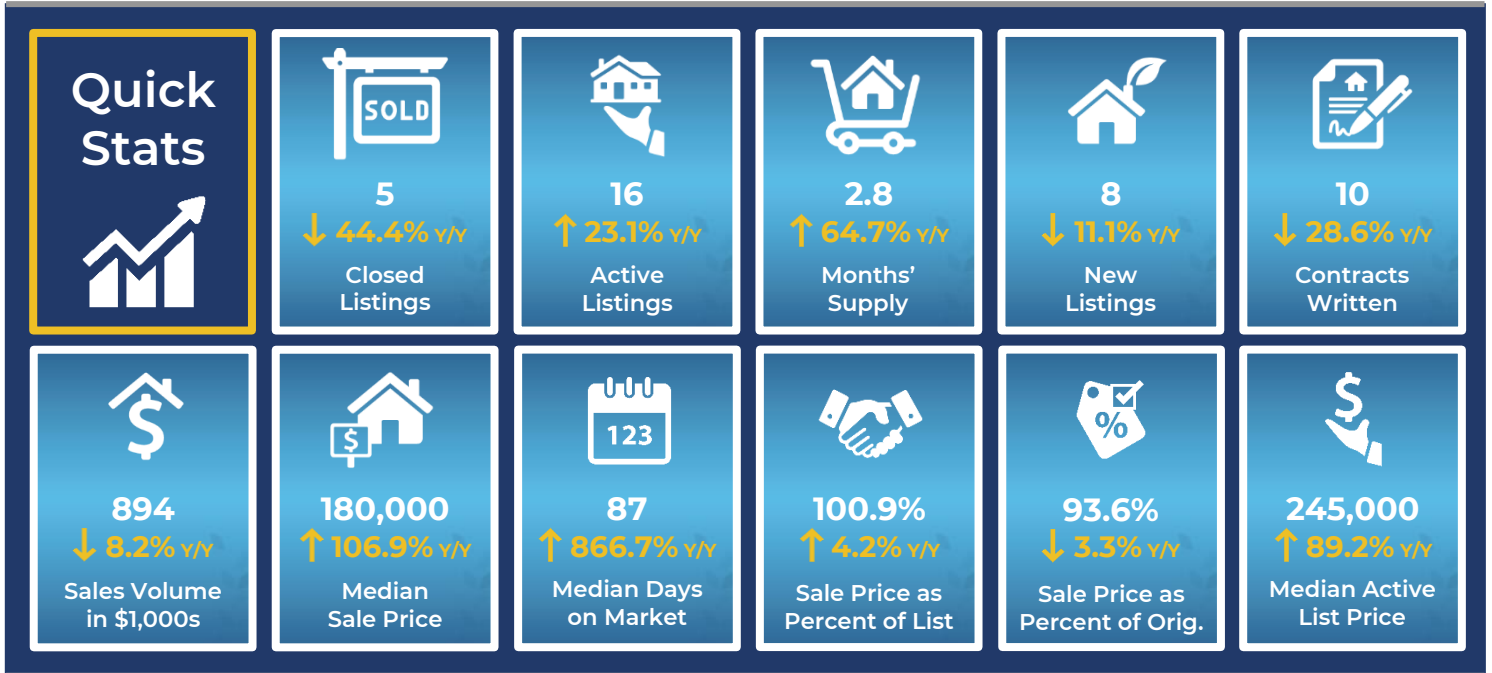 Quick
Stats
SOLD
5
↓ 44.4% Y/Y
Closed
Listings
16
↑ 23.1% Y/Y
Active
Listings
2.8
↑ 64.7% Y/Y
Months’
Supply
8
↓ 11.1% Y/Y
New
Listings
10
↓ 28.6% Y/Y
Contracts
Written
$
894
↓ 8.2% Y/Y
Sales Volume
in $1,000s
$
180,000
↑ 106.9% Y/Y
Median
Sale Price
123
87
↑ 866.7% Y/Y
Median Days
on Market
100.9%
↑ 4.2% Y/Y
Sale Price as
Percent of List
%
93.6%
↓ 3.3% Y/Y
Sale Price as
Percent of Orig.
$
245,000
↑ 89.2% Y/Y
Median Active
List Price